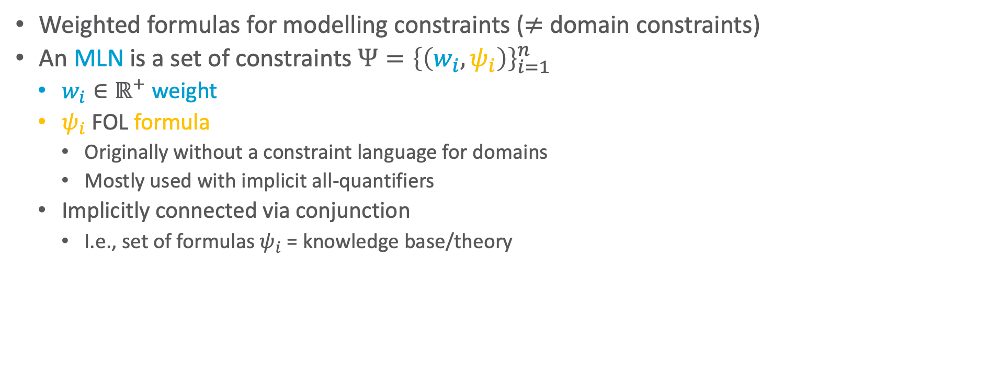 • Weighted formulas for modelling constraints (≠ domain constraints)
• An MLN is a set of constraints Ψ = {(wᵢ, ψᵢ)}ⁿᵢ₌₁
• wᵢ ∈ ℝ⁺ weight
• ψᵢ FOL formula
• Originally without a constraint language for domains
• Mostly used with implicit all-quantifiers
• Implicitly connected via conjunction
• I.e., set of formulas ψᵢ = knowledge base/theory